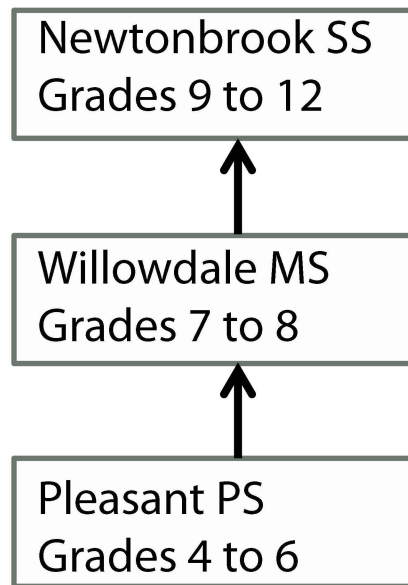 Newtonbrook SS
Grades 9 to 12
Willowdale MS
Grades 7 to 8
Pleasant PS
Grades 4 to 6